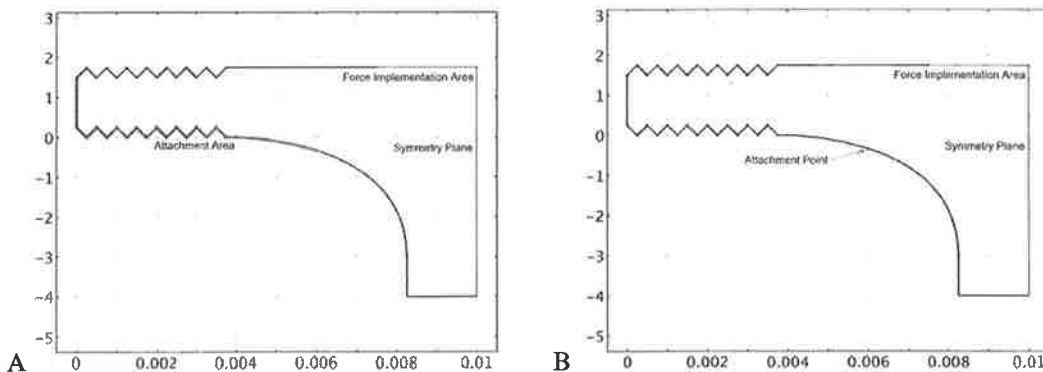 3
2
Force Implementation Area
1
0
Attachment Area
Symmetry Plane
-1
-2
-3
-4
-5
A
0 0.002 0.004 0.006 0.008 0.01
3
2
Force Implementation Area
1
0
Symmetry Plane
Attachment Point
-1
-2
-3
-4
-5
B
0 0.002 0.004 0.006 0.008 0.01